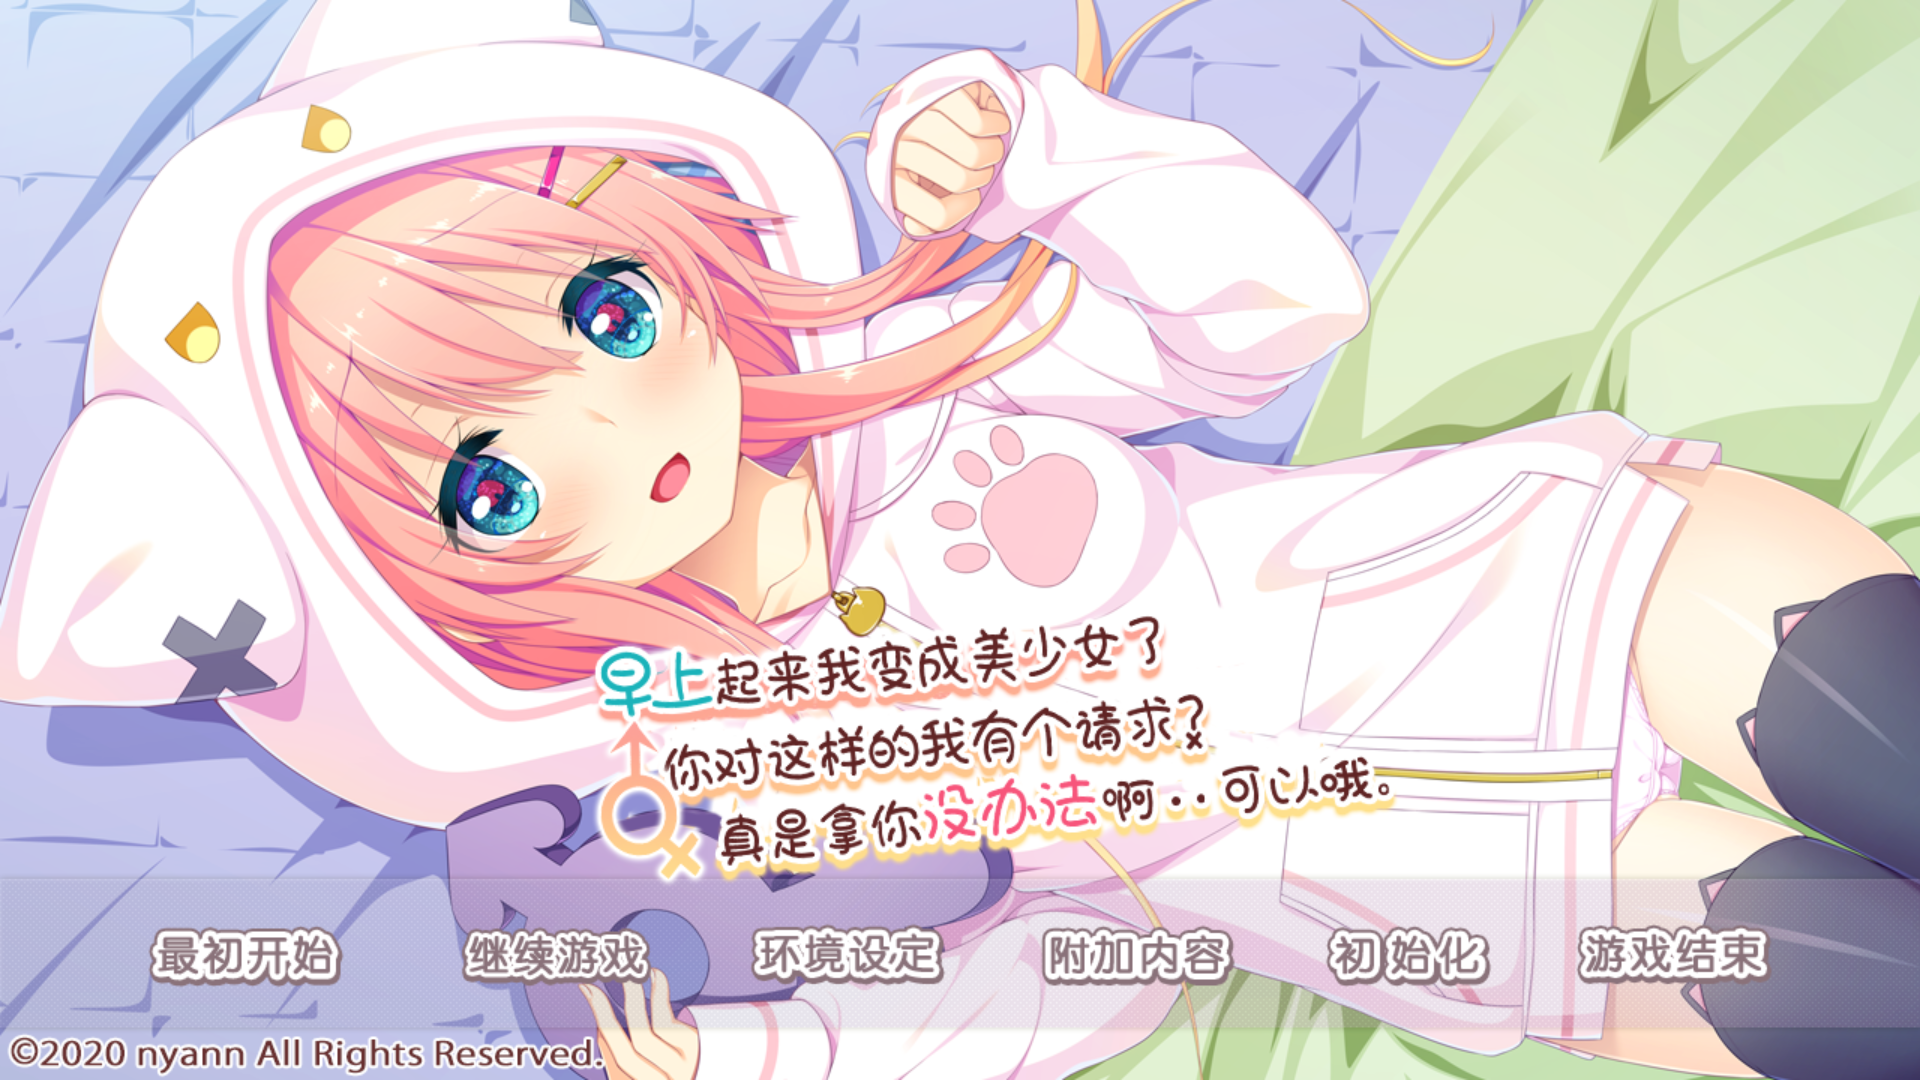 早上起来我变成美少女了
你对这样的我有个请求?
真是拿你没办法啊··可以哦。
最初开始
继续游戏
环境设定
附加内容
初始化
游戏结束
©2020 nyann All Rights Reserved.